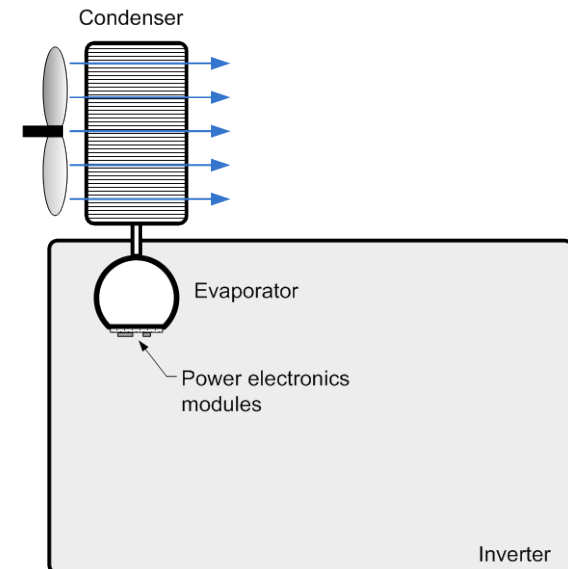 Condenser
Evaporator
Power electronics
modules
Inverter